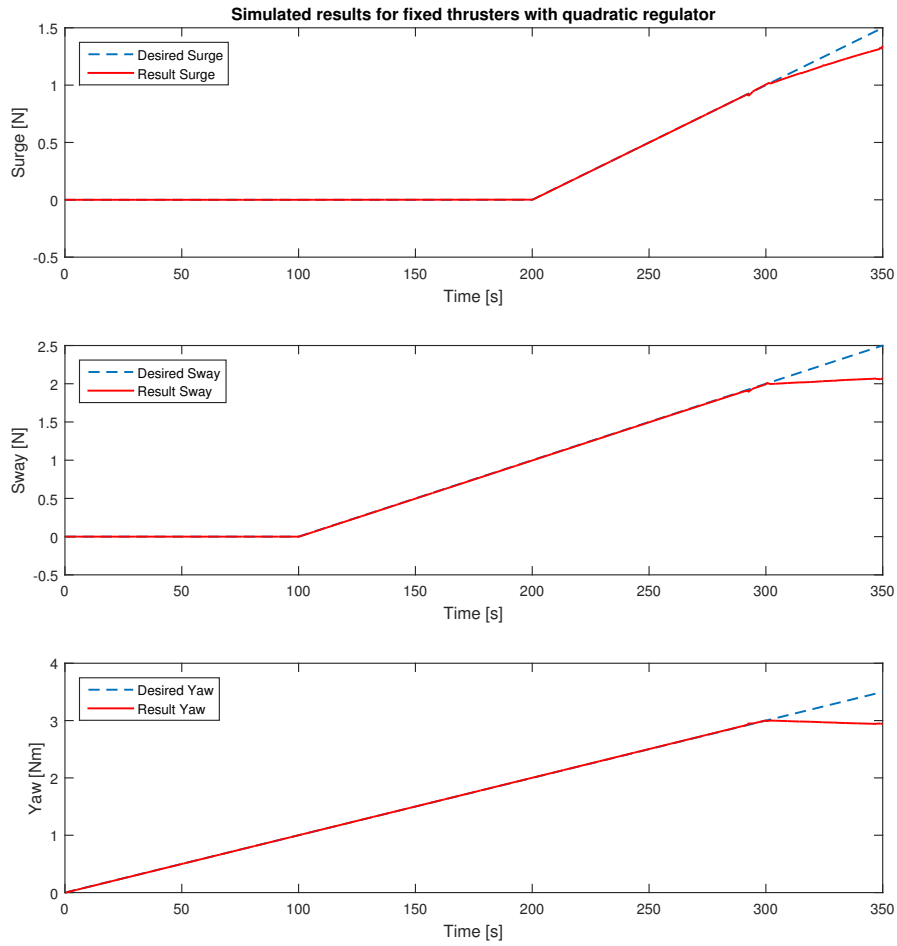 Simulated results for fixed thrusters with quadratic regulator
1.5
1
0.5
0
-0.5
Surge [N]
Desired Surge
Result Surge
0 50 100 150 200 250 300 350
Time [s]
2.5
2
1.5
1
0.5
0
-0.5
Sway [N]
Desired Sway
Result Sway
0 50 100 150 200 250 300 350
Time [s]
4
3
2
1
0
Yaw [Nm]
Desired Yaw
Result Yaw
0 50 100 150 200 250 300 350
Time [s]